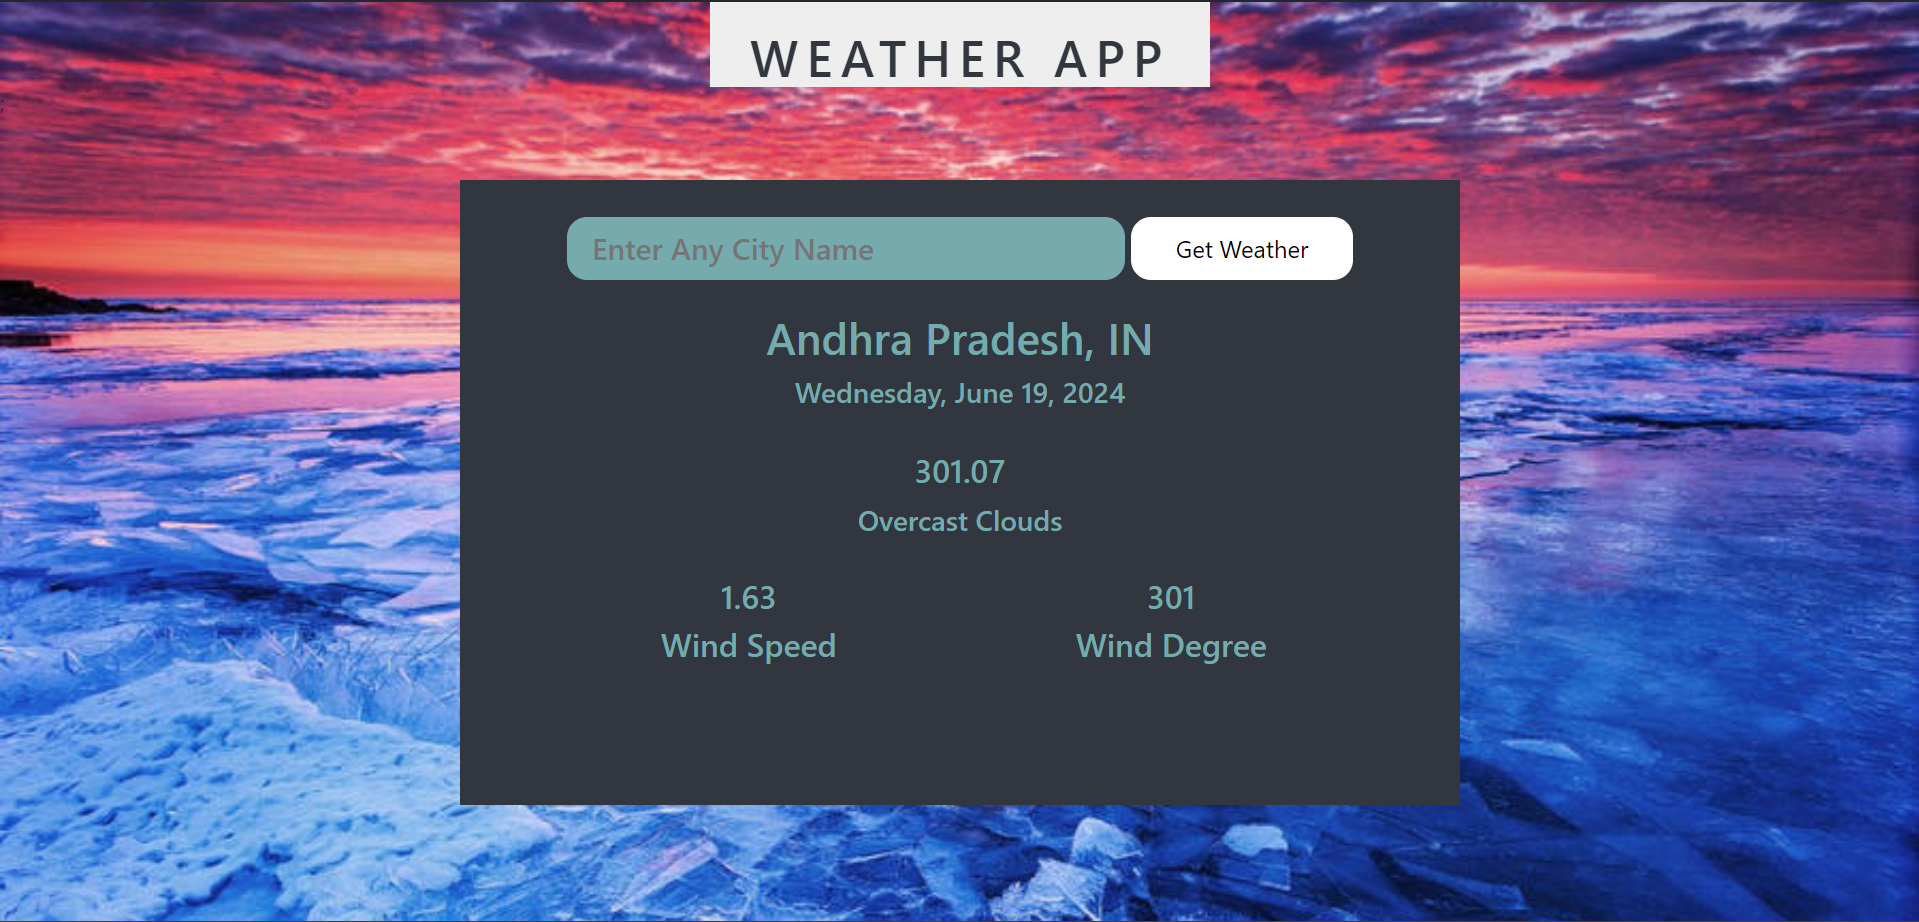 WEATHER APP
Enter Any City Name
Get Weather
Andhra Pradesh, IN
Wednesday, June 19, 2024
301.07
Overcast Clouds
1.63
Wind Speed
301
Wind Degree